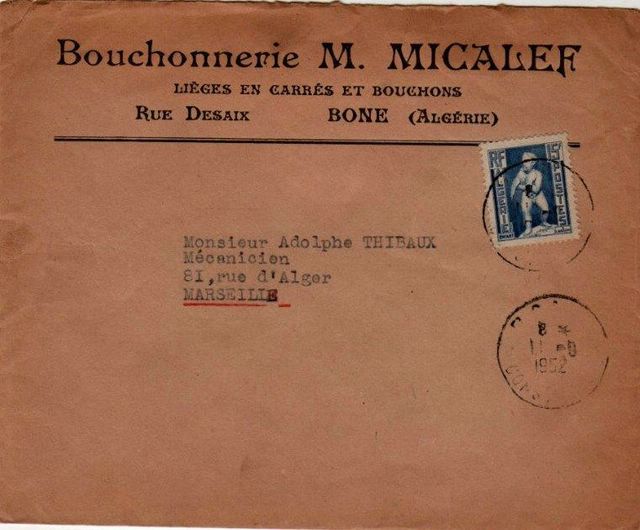 Bouchonnerie M. MICALEF
LIÈGES EN CARRÉS ET BOUCHONS
RUE DESAIX BONE (ALGÉRIE)
RF
POSTES
ALGERIE
Monsieur Adolphe THIBAUX
Mécanicien
81, rue d'Alger
MARSEILLE
1952